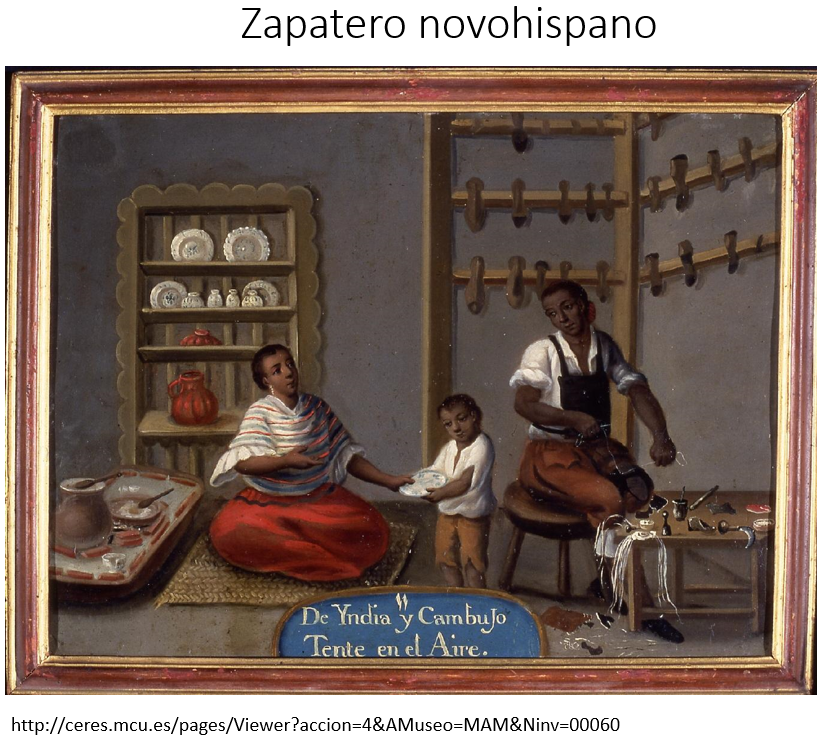 Zapatero novohispano
De Yndia y CambuJo
Tente en el Aire.
http://ceres.mcu.es/pages/Viewer?accion=4&AMuseo=MAM&Ninv=00060